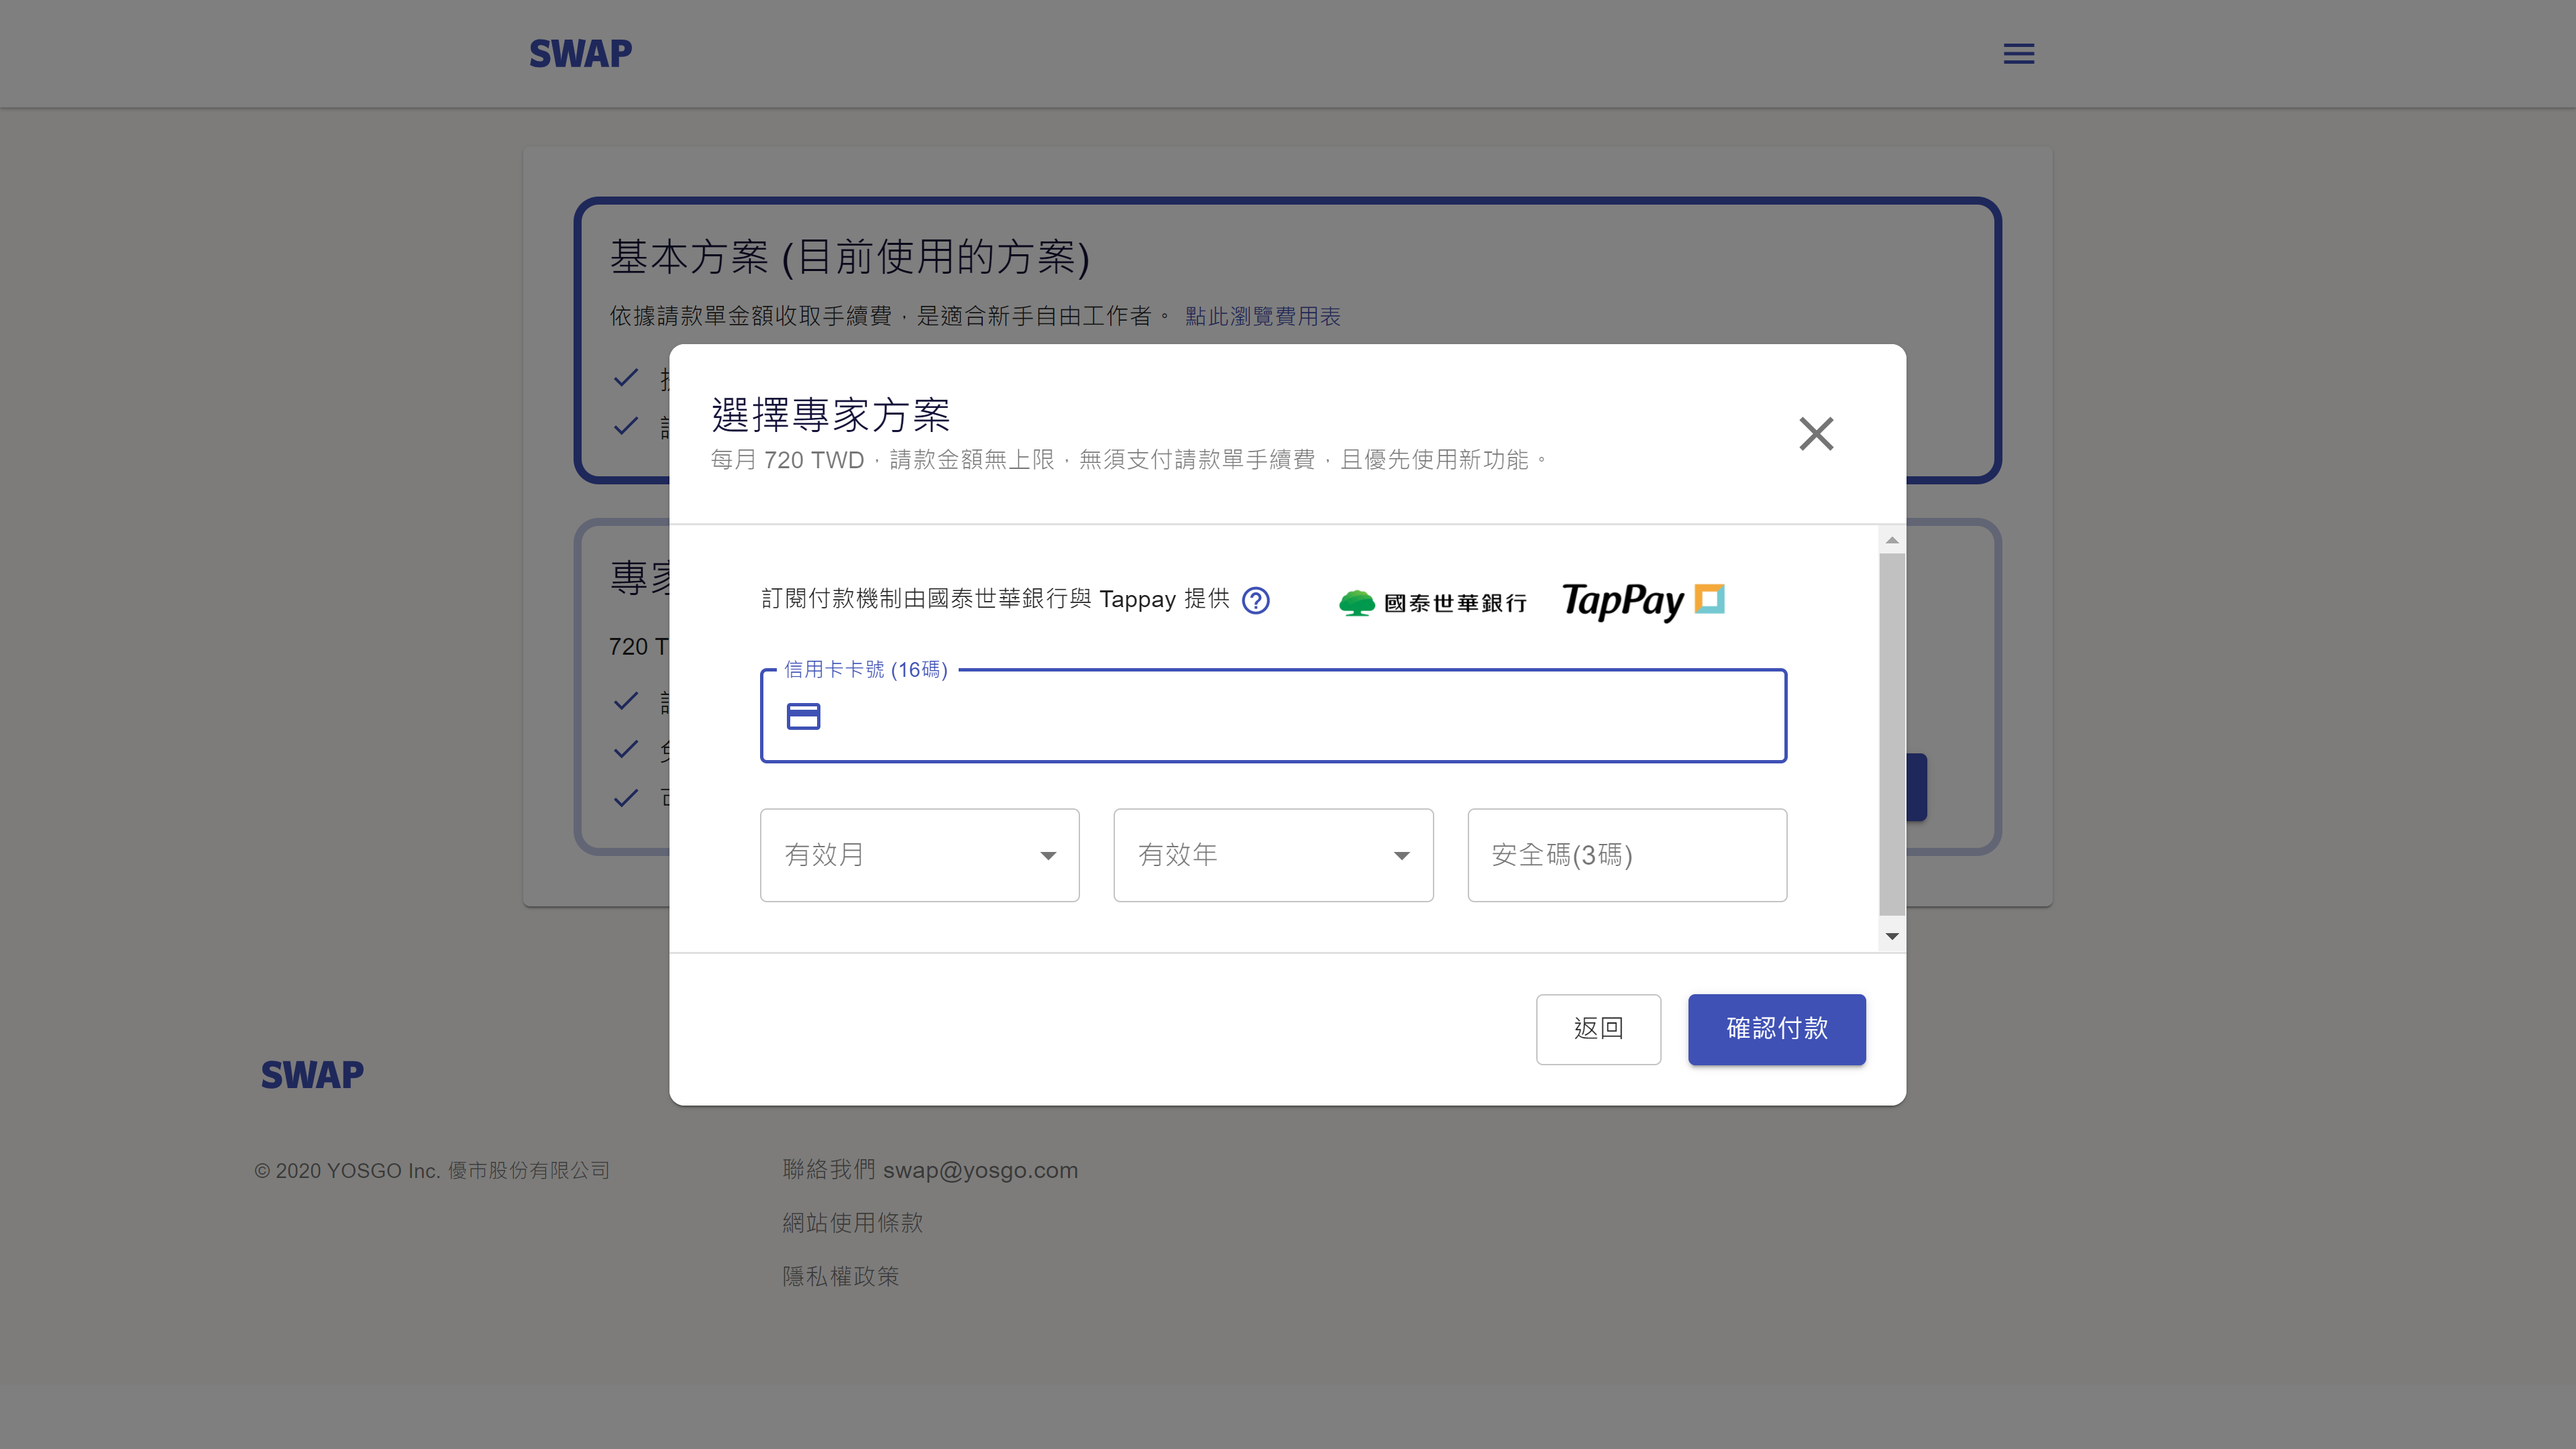 SWAP
基本方案 (目前使用的方案)
依據請款單金額收取手續費，是適合新手自由工作者。 點此瀏覽費用表
選擇專家方案
每月 720 TWD，請款金額無上限，無須支付請款單手續費，且優先使用新功能。
專家
720 T
訂閱付款機制由國泰世華銀行與 Tappay 提供
國泰世華銀行
TapPay
信用卡卡號 (16碼)
有效月
有效年
安全碼(3碼)
返回
確認付款
SWAP
© 2020 YOSGO Inc. 優市股份有限公司
聯絡我們 swap@yosgo.com
網站使用條款
隱私權政策